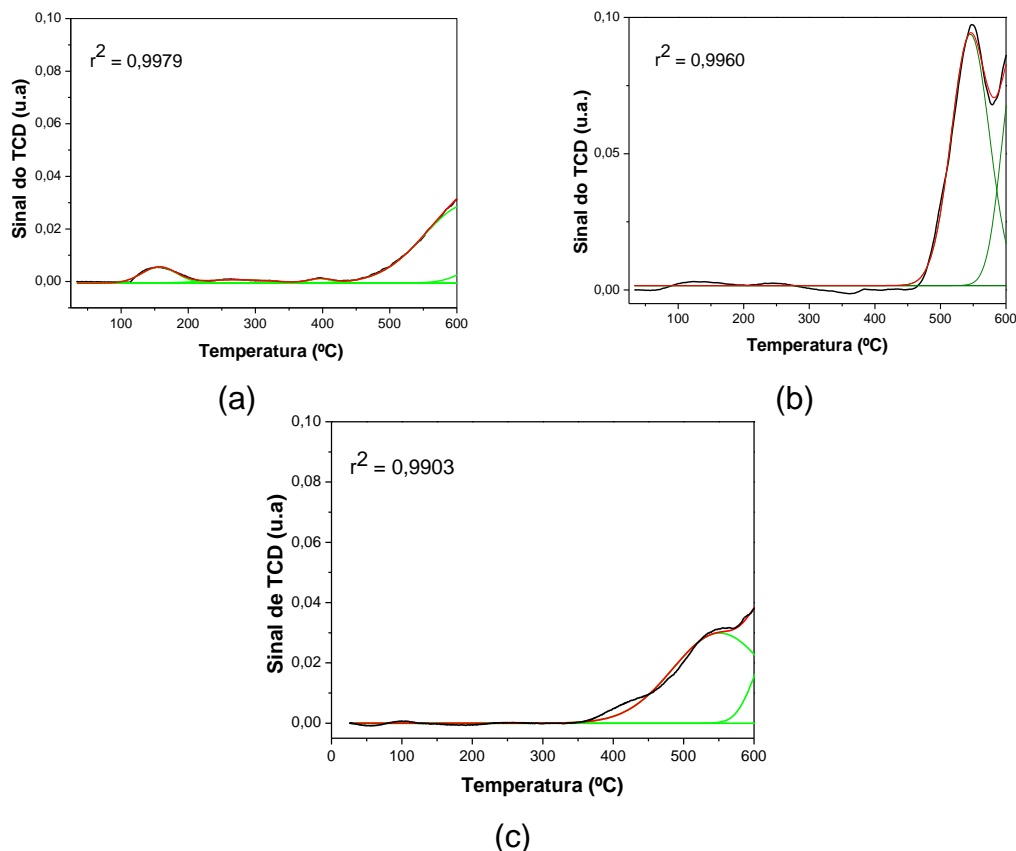 0,10
0,08
0,06
0,04
0,02
0,00
r2 = 0,9979
Sinal do TCD (u.a)
100 200 300 400 500 600
Temperatura (ºC)
(a)
0,10
0,05
0,00
r2 = 0,9960
Sinal do TCD (u.a.)
100 200 300 400 500 600
Temperatura (ºC)
(b)
0,10
0,08
0,06
0,04
0,02
0,00
r2 = 0,9903
Sinal de TCD (u.a)
0 100 200 300 400 500 600
Temperatura (ºC)
(c)